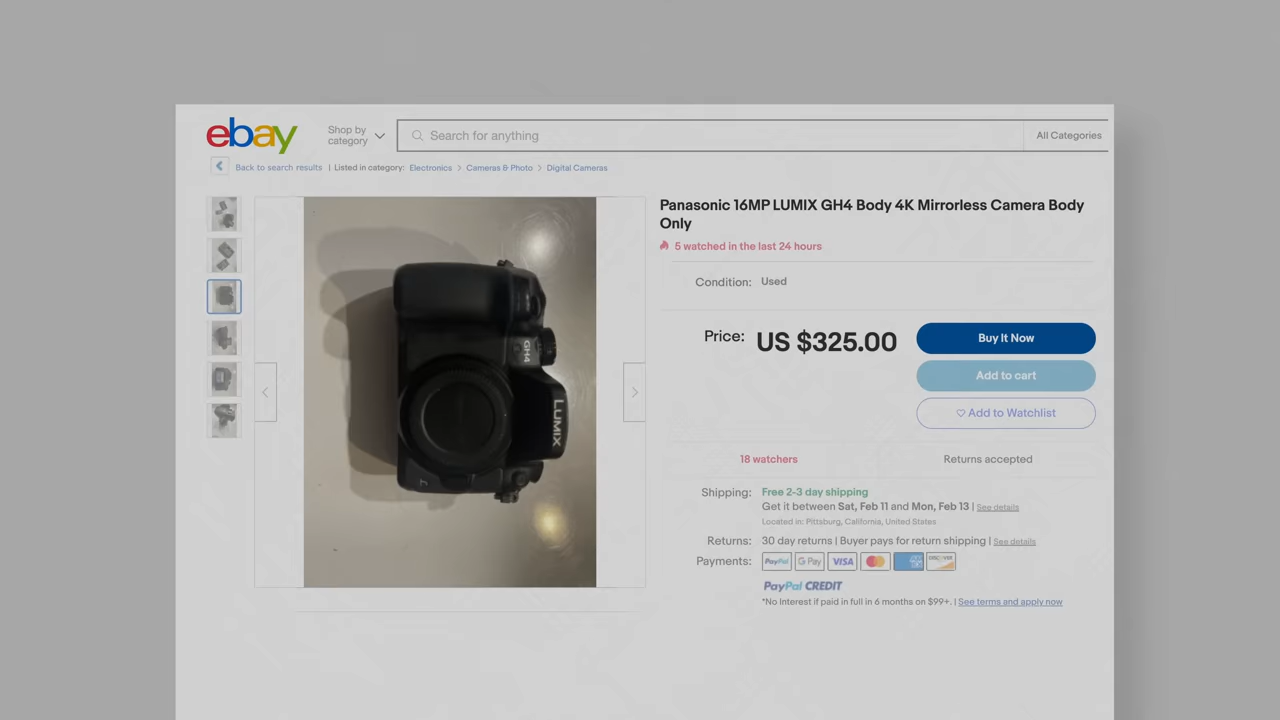 ebay
Shop by
category
Search for anything
All Categories
Back to search results | Listed in category: Electronics > Cameras & Photo > Digital Cameras
Panasonic 16MP LUMIX GH4 Body 4K Mirrorless Camera Body
Only
5 watched in the last 24 hours
Condition: Used
Price: US $325.00
Buy It Now
Add to cart
Add to Watchlist
GH4
LUMIX
18 watchers
Returns accepted
Shipping: Free 2-3 day shipping
Get it between Sat, Feb 11 and Mon, Feb 13 | See details
Located in: Pittsburg, California, United States
Returns: 30 day returns | Buyer pays for return shipping | See details
Payments: PayPal G Pay VISA DISCOVER
PayPal CREDIT
*No Interest if paid in full in 6 months on $99+. | See terms and apply now